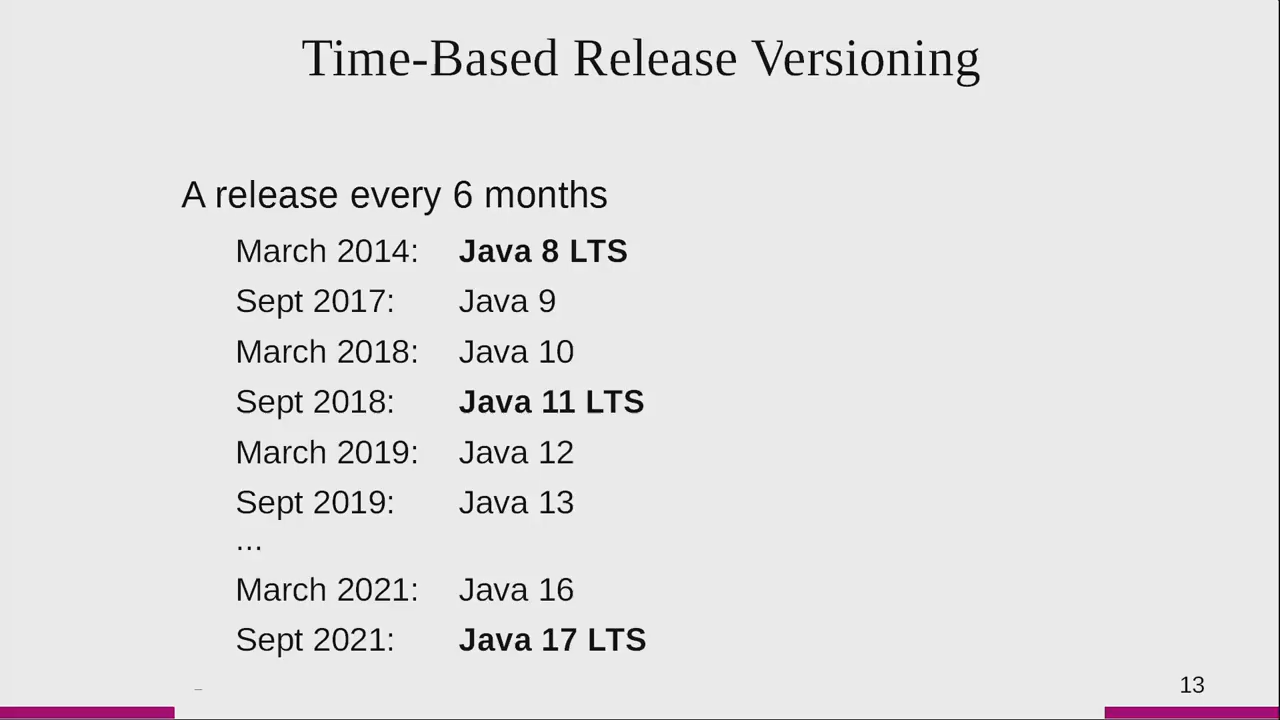 Time-Based Release Versioning
A release every 6 months
March 2014: Java 8 LTS
Sept 2017: Java 9
March 2018: Java 10
Sept 2018: Java 11 LTS
March 2019: Java 12
Sept 2019: Java 13
...
March 2021: Java 16
Sept 2021: Java 17 LTS
–
13